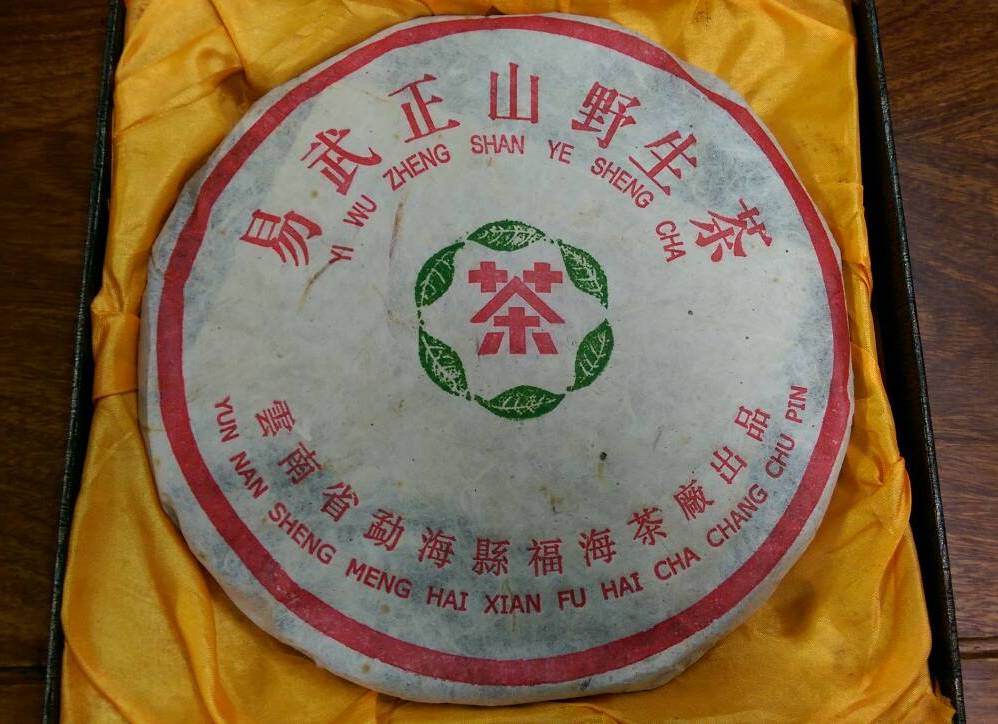 易武正山野生茶
YI WU ZHENG SHAN YE SHENG CHA
茶
雲南省勐海縣福海茶廠出品
YUN NAN SHENG MENG HAI XIAN FU HAI CHA CHANG CHU PIN